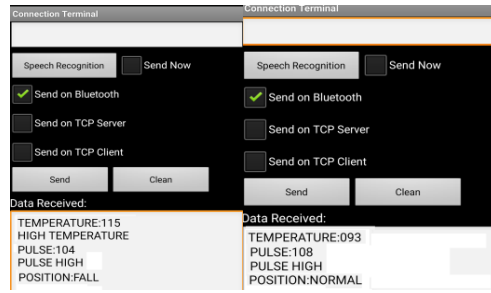 Connection Terminal
Speech Recognition
Send Now
Send on Bluetooth
Send on TCP Server
Send on TCP Client
Send
Clean
Data Received:
TEMPERATURE:115
HIGH TEMPERATURE
PULSE:104
PULSE HIGH
POSITION:FALL
Connection Terminal
Speech Recognition
Send Now
Send on Bluetooth
Send on TCP Server
Send on TCP Client
Send
Clean
Data Received:
TEMPERATURE:093
PULSE:108
PULSE HIGH
POSITION:NORMAL